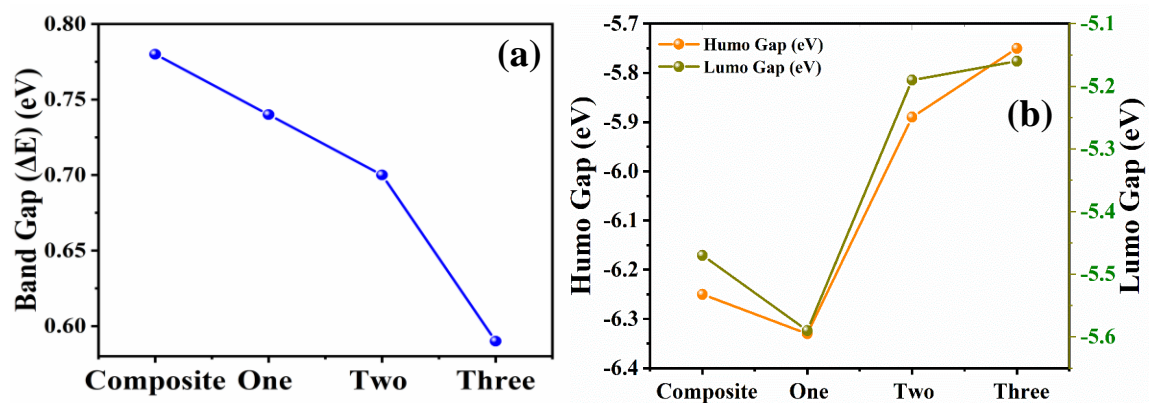 (a)
Band Gap (ΔE) (eV)
0.80
0.75
0.70
0.65
0.60
Composite One Two Three
(b)
Humo Gap (eV)
Lumo Gap (eV)
Humo Gap (eV)
-5.7
-5.8
-5.9
-6.0
-6.1
-6.2
-6.3
-6.4
Composite One Two Three
-5.1
-5.2
-5.3
-5.4
-5.5
-5.6
Lumo Gap (eV)